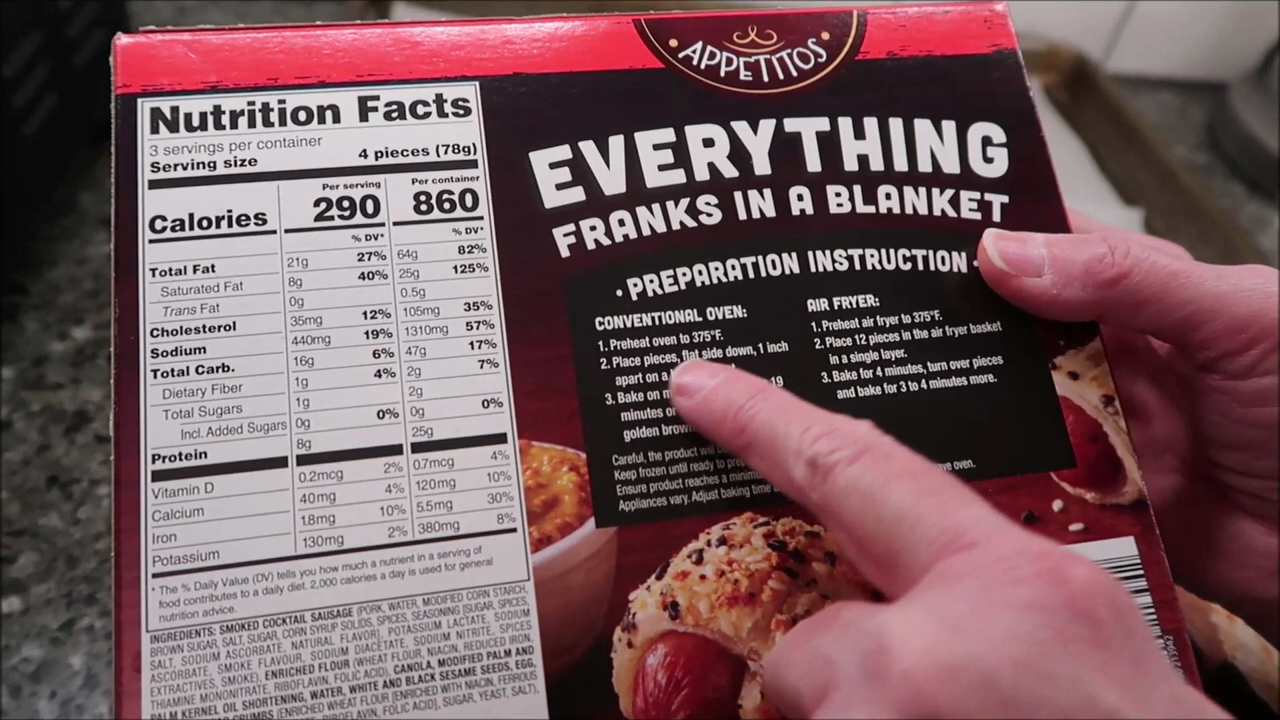 APPETITOS
Nutrition Facts
3 servings per container
Serving size 4 pieces (78g)
Per serving Per container
Calories 290 860
% DV* % DV*
Total Fat 21g 27% 64g 82%
Saturated Fat 8g 40% 25g 125%
Trans Fat 0g 0.5g
Cholesterol 35mg 12% 105mg 35%
Sodium 440mg 19% 1310mg 57%
Total Carb. 16g 6% 47g 17%
Dietary Fiber 1g 4% 2g 7%
Total Sugars 1g 2g
Incl. Added Sugars 0g 0% 0g 0%
Protein 8g 25g
Vitamin D 0.2mcg 2% 0.7mcg 4%
Calcium 40mg 4% 120mg 10%
Iron 1.8mg 10% 5.5mg 30%
Potassium 130mg 2% 380mg 8%
* The % Daily Value (DV) tells you how much a nutrient in a serving of
food contributes to a daily diet. 2,000 calories a day is used for general
nutrition advice.
INGREDIENTS: SMOKED COCKTAIL SAUSAGE (PORK, WATER, MODIFIED CORN STARCH,
BROWN SUGAR, SALT, SUGAR, CORN SYRUP SOLIDS, SPICES, SEASONING [SUGAR, SPICES,
SALT, SODIUM ASCORBATE, NATURAL FLAVOR], POTASSIUM LACTATE, SODIUM
ASCORBATE, SMOKE FLAVOUR, SODIUM DIACETATE, SODIUM NITRITE, SPICES
EXTRACTIVES, SMOKE), ENRICHED FLOUR (WHEAT FLOUR, NIACIN, REDUCED IRON,
THIAMINE MONONITRATE, RIBOFLAVIN, FOLIC ACID), CANOLA, MODIFIED PALM AND
PALM KERNEL OIL SHORTENING, WATER, WHITE AND BLACK SESAME SEEDS, EGG,
CRUMBS (ENRICHED WHEAT FLOUR [ENRICHED WITH NIACIN, FERROUS
RIBOFLAVIN, FOLIC ACID], SUGAR, YEAST, SALT),
EVERYTHING
FRANKS IN A BLANKET
• PREPARATION INSTRUCTION •
CONVENTIONAL OVEN:
1. Preheat oven to 375°F.
2. Place pieces, flat side down, 1 inch
apart on a
3. Bake on 19
minutes or
golden brown
AIR FRYER:
1. Preheat air fryer to 375°F.
2. Place 12 pieces in the air fryer basket
in a single layer.
3. Bake for 4 minutes, turn over pieces
and bake for 3 to 4 minutes more.
Careful, the product will
Keep frozen until ready to oven.
Ensure product reaches a
Appliances vary. Adjust baking time